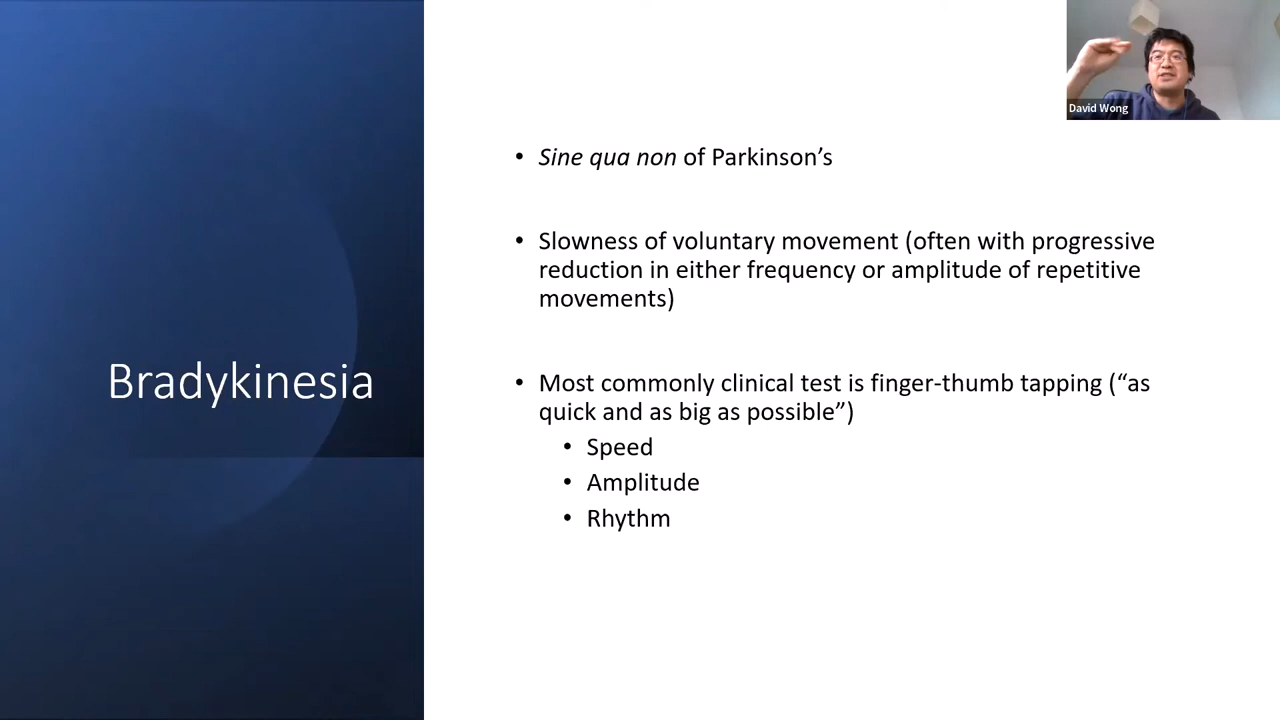 David Wong
• Sine qua non of Parkinson’s
• Slowness of voluntary movement (often with progressive
reduction in either frequency or amplitude of repetitive
movements)
Bradykinesia
• Most commonly clinical test is finger-thumb tapping (“as
quick and as big as possible”)
• Speed
• Amplitude
• Rhythm